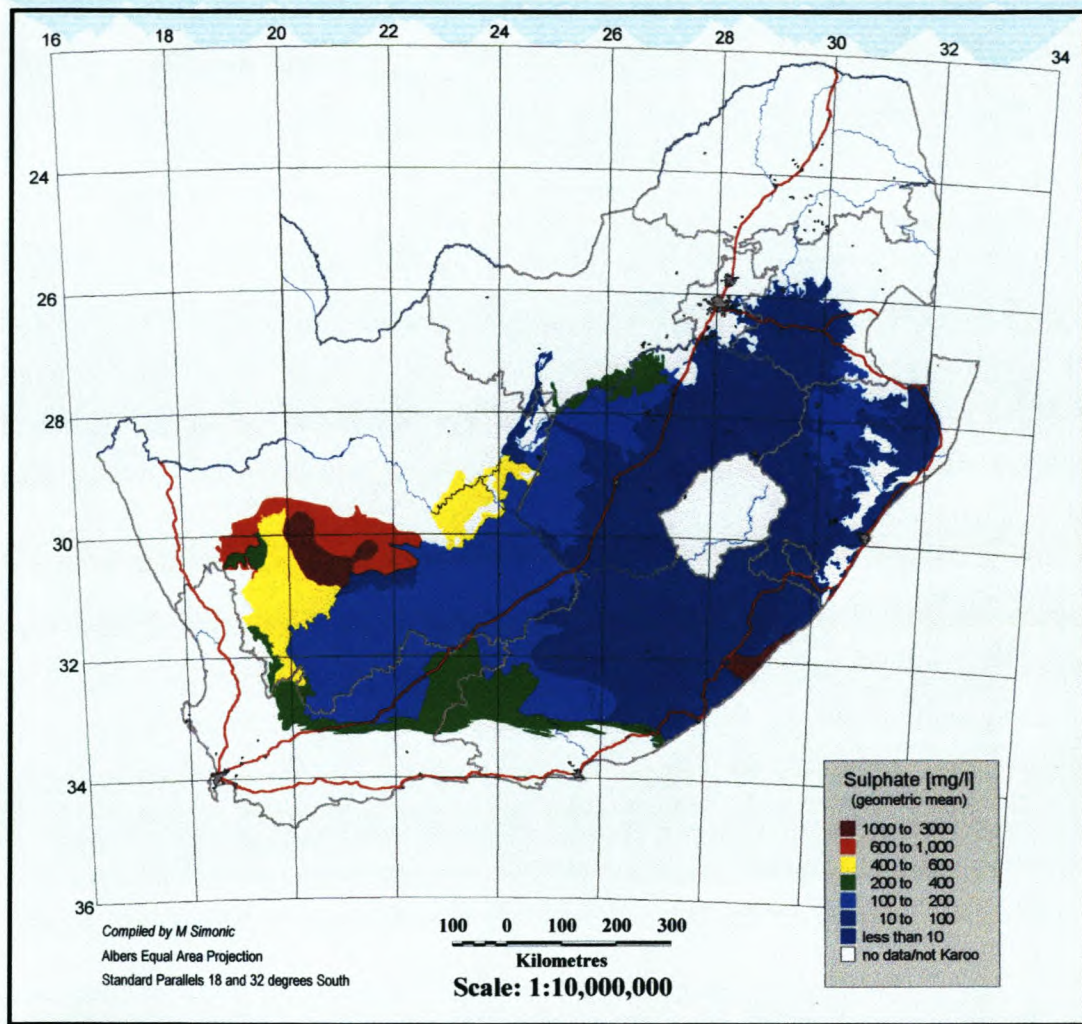 16 18 20 22 24 26 28 30 32 34
24
26
28
30
32
34
36
Sulphate [mg/l]
(geometric mean)
1000 to 3000
600 to 1,000
400 to 600
200 to 400
100 to 200
10 to 100
less than 10
no data/not Karoo
Compiled by M Simonic
Albers Equal Area Projection
Standard Parallels 18 and 32 degrees South
100 0 100 200 300
Kilometres
Scale: 1:10,000,000